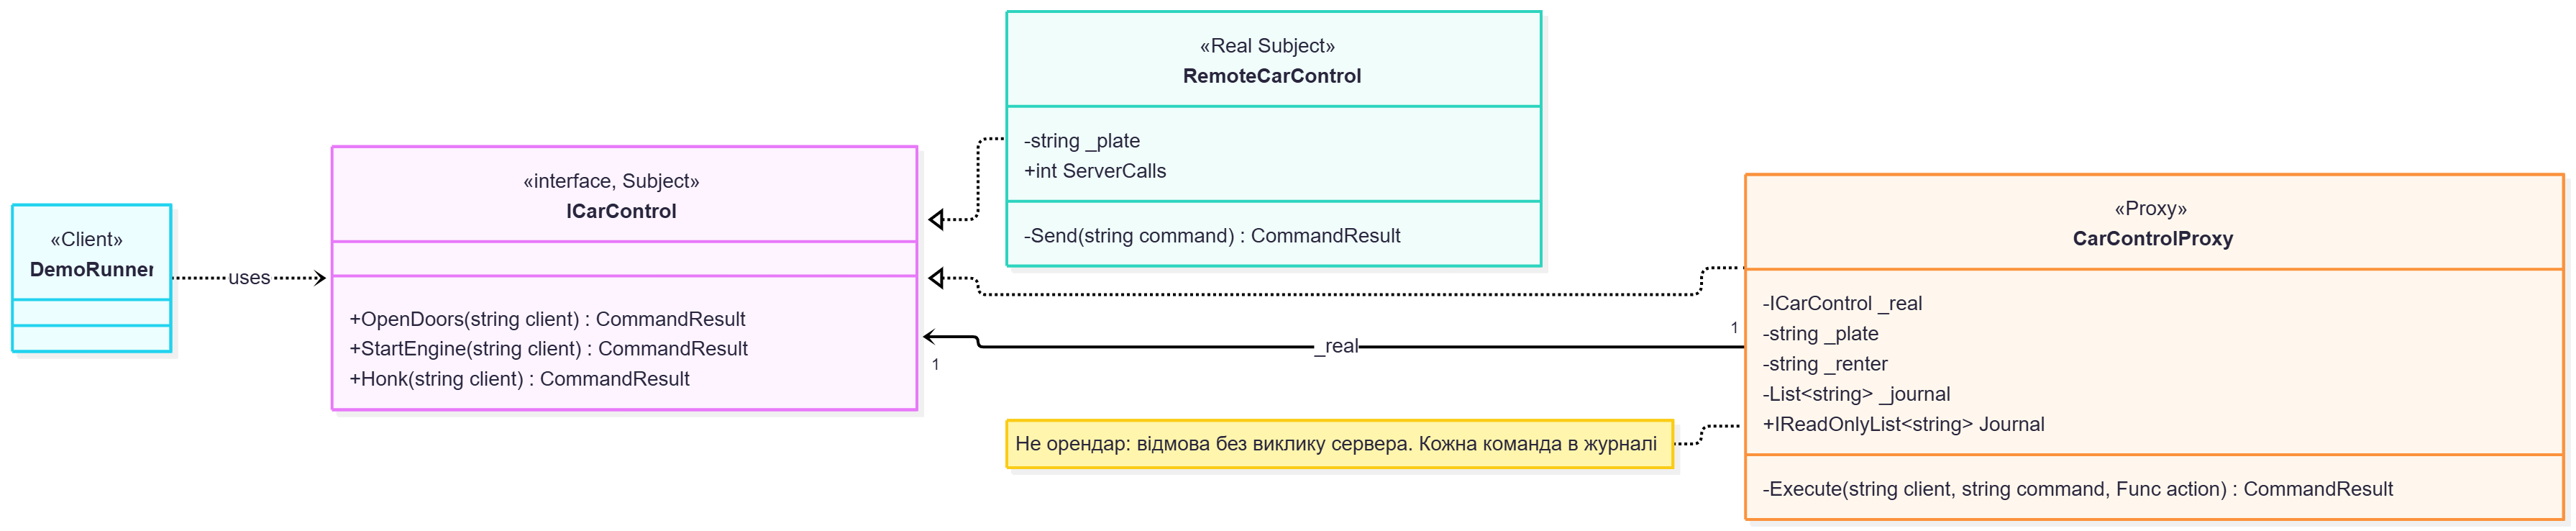 «Client»
DemoRunner
uses
«interface, Subject»
ICarControl
+OpenDoors(string client) : CommandResult
+StartEngine(string client) : CommandResult
+Honk(string client) : CommandResult
«Real Subject»
RemoteCarControl
-string _plate
+int ServerCalls
-Send(string command) : CommandResult
1
_real
1
Не орендар: відмова без виклику сервера. Кожна команда в журналі
«Proxy»
CarControlProxy
-ICarControl _real
-string _plate
-string _renter
-List<string> _journal
+IReadOnlyList<string> Journal
-Execute(string client, string command, Func action) : CommandResult